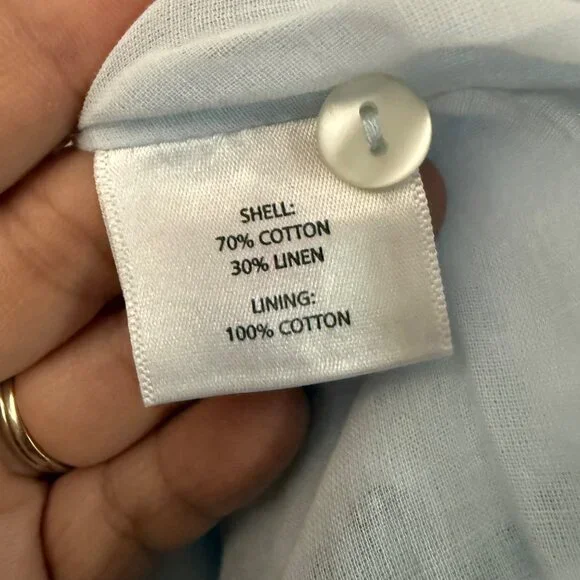 SHELL:
70% COTTON
30% LINEN
LINING:
100% COTTON